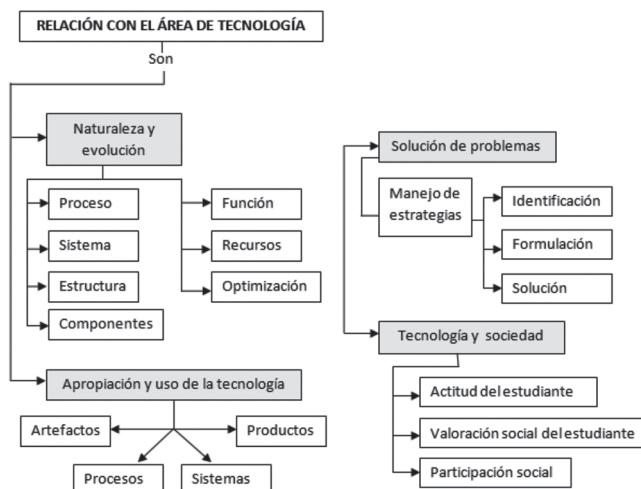 RELACIÓN CON EL ÁREA DE TECNOLOGÍA
Son
Naturaleza y
evolución
Proceso
Función
Sistema
Recursos
Estructura
Optimización
Componentes
Apropiación y uso de la tecnología
Artefactos
Productos
Procesos
Sistemas
Solución de problemas
Manejo de
estrategias
Identificación
Formulación
Solución
Tecnología y sociedad
Actitud del estudiante
Valoración social del estudiante
Participación social